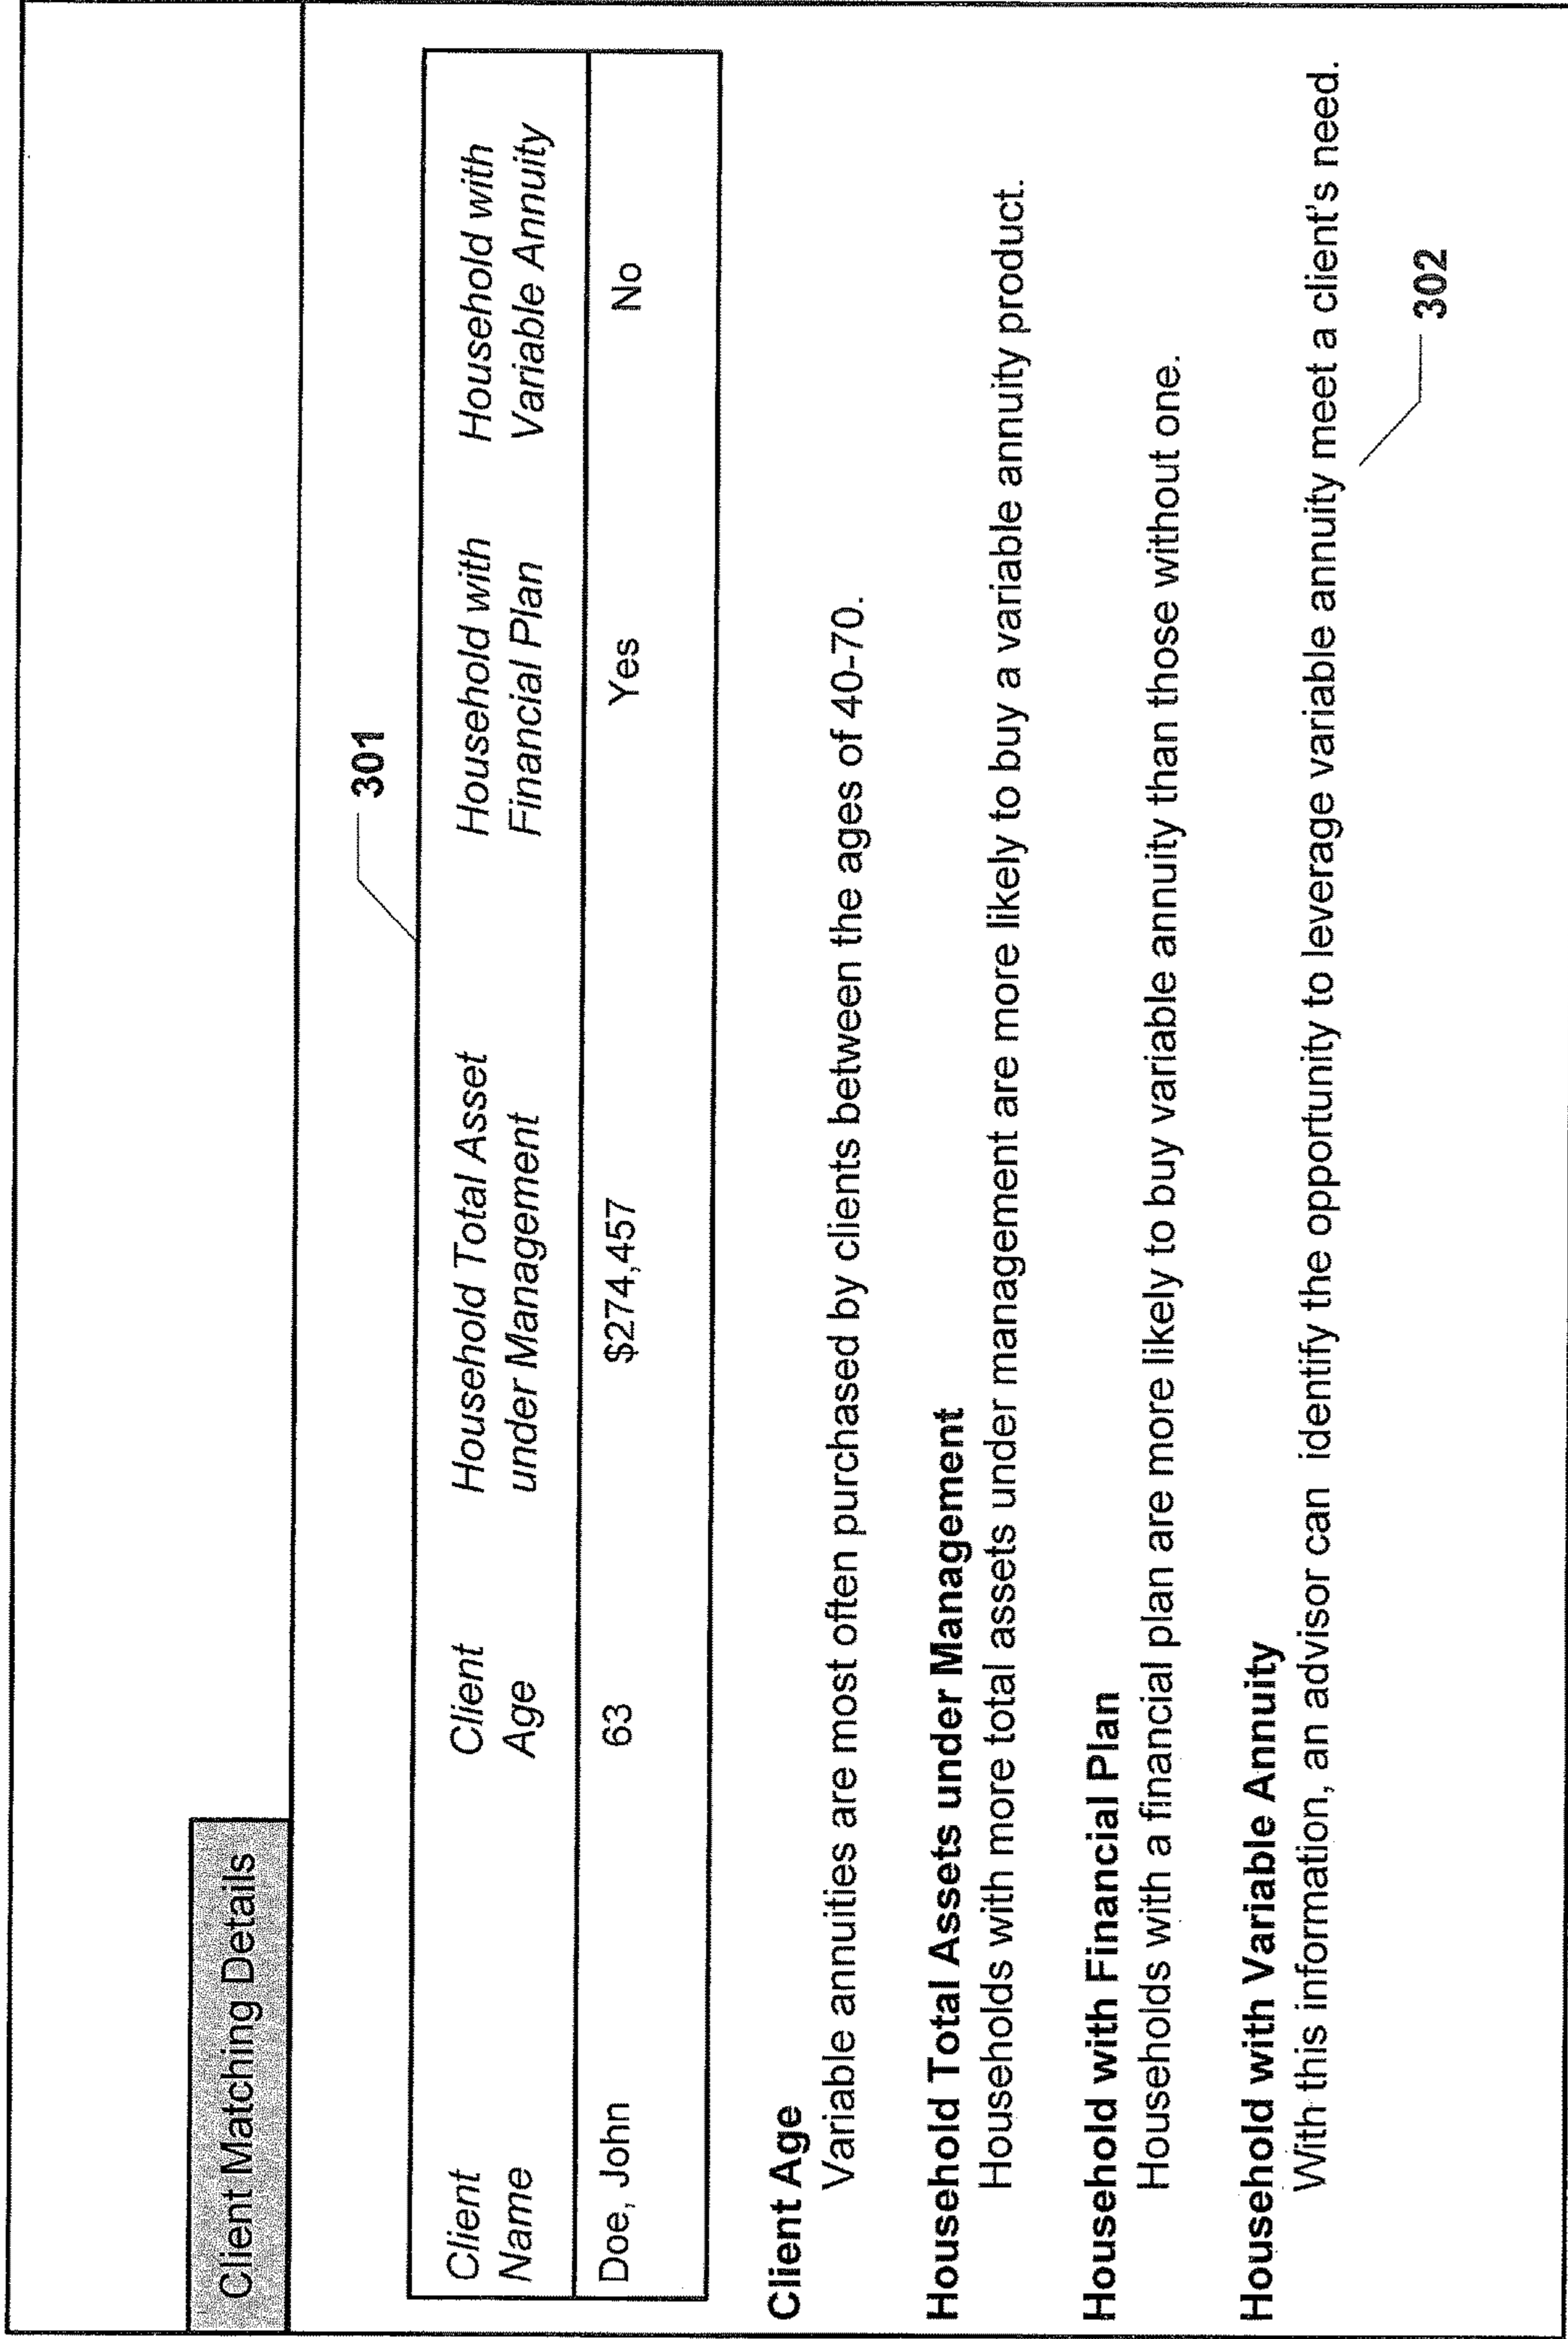 Client Matching Details
301
Client Name
Client Age
Household Total Asset under Management
Household with Financial Plan
Household with Variable Annuity
Doe, John
63
$274,457
Yes
No
Client Age
Variable annuities are most often purchased by clients between the ages of 40-70.
Household Total Assets under Management
Households with more total assets under management are more likely to buy a variable annuity product.
Household with Financial Plan
Households with a financial plan are more likely to buy variable annuity than those without one.
Household with Variable Annuity
With this information, an advisor can identify the opportunity to leverage variable annuity meet a client's need.
302